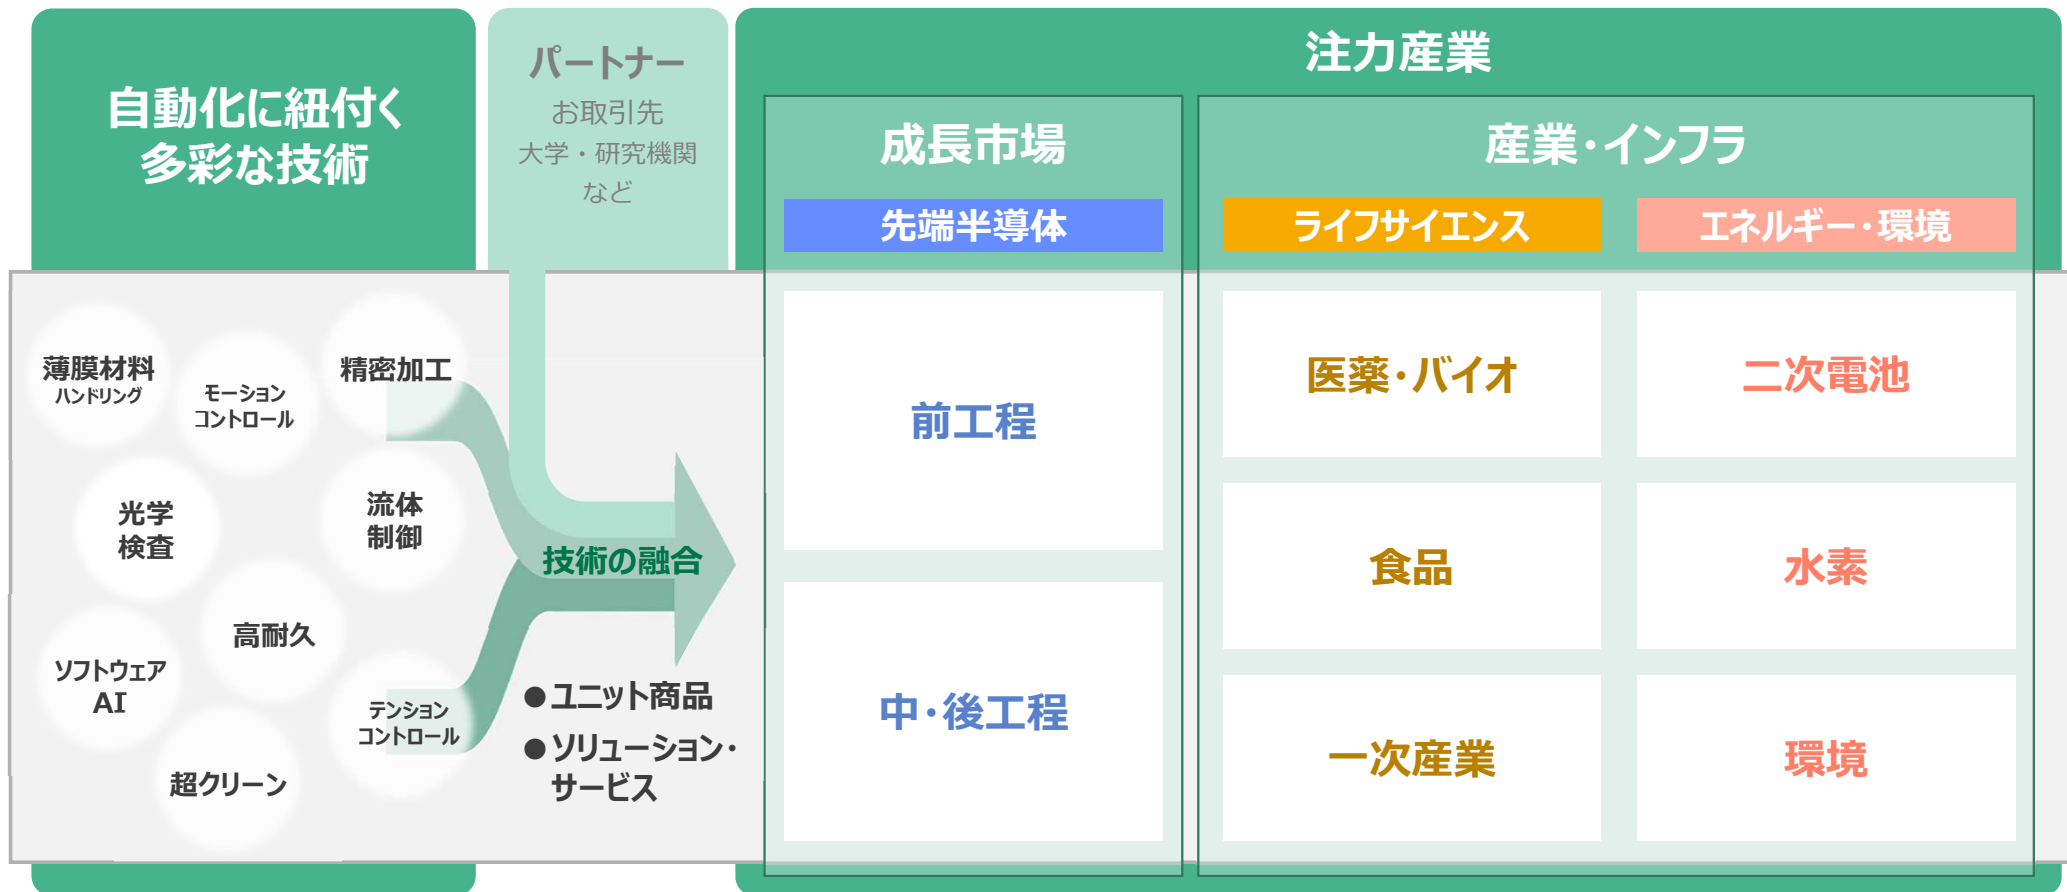 自動化に紐付く
多彩な技術
パートナー
お取引先
大学・研究機関
など
注力産業
成長市場
産業・インフラ
先端半導体
ライフサイエンス
エネルギー・環境
薄膜材料
ハンドリング
モーション
コントロール
精密加工
光学
検査
流体
制御
高耐久
ソフトウェア
AI
テンション
コントロール
超クリーン
技術の融合
●ユニット商品
●ソリューション・
サービス
前工程
中・後工程
医薬・バイオ
食品
一次産業
二次電池
水素
環境